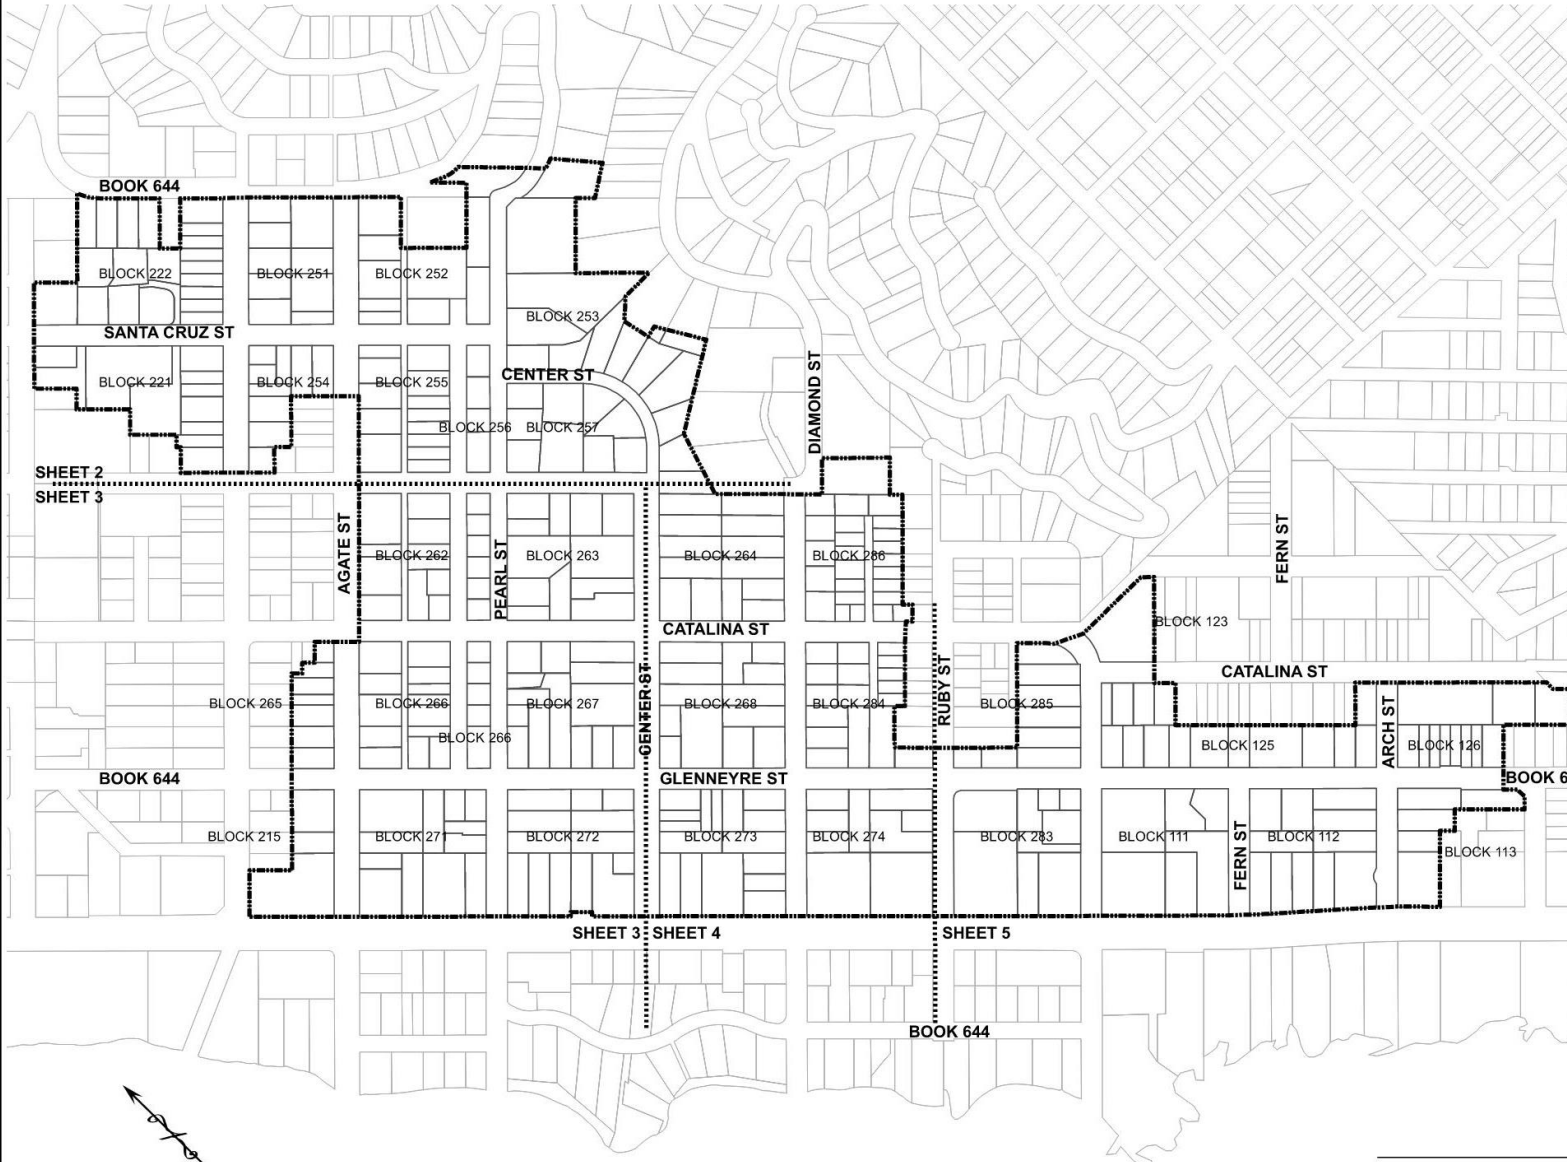 BOOK 644
BLOCK 222
BLOCK 251
BLOCK 252
BLOCK 253
SANTA CRUZ ST
CENTER ST
BLOCK 221
BLOCK 254
BLOCK 255
DIAMOND ST
BLOCK 256
BLOCK 257
SHEET 2
SHEET 3
AGATE ST
BLOCK 262
PEARL ST
BLOCK 263
BLOCK 264
BLOCK 286
FERN ST
BLOCK 123
CATALINA ST
CATALINA ST
BLOCK 265
BLOCK 266
BLOCK 267
CENTER ST
BLOCK 268
BLOCK 284
RUBY ST
BLOCK 285
ARCH ST
BLOCK 266
BLOCK 125
BLOCK 126
BOOK 644
GLENNEYRE ST
BOOK 6
BLOCK 215
BLOCK 271
BLOCK 272
BLOCK 273
BLOCK 274
BLOCK 283
BLOCK 111
FERN ST
BLOCK 112
BLOCK 113
SHEET 3
SHEET 4
SHEET 5
BOOK 644